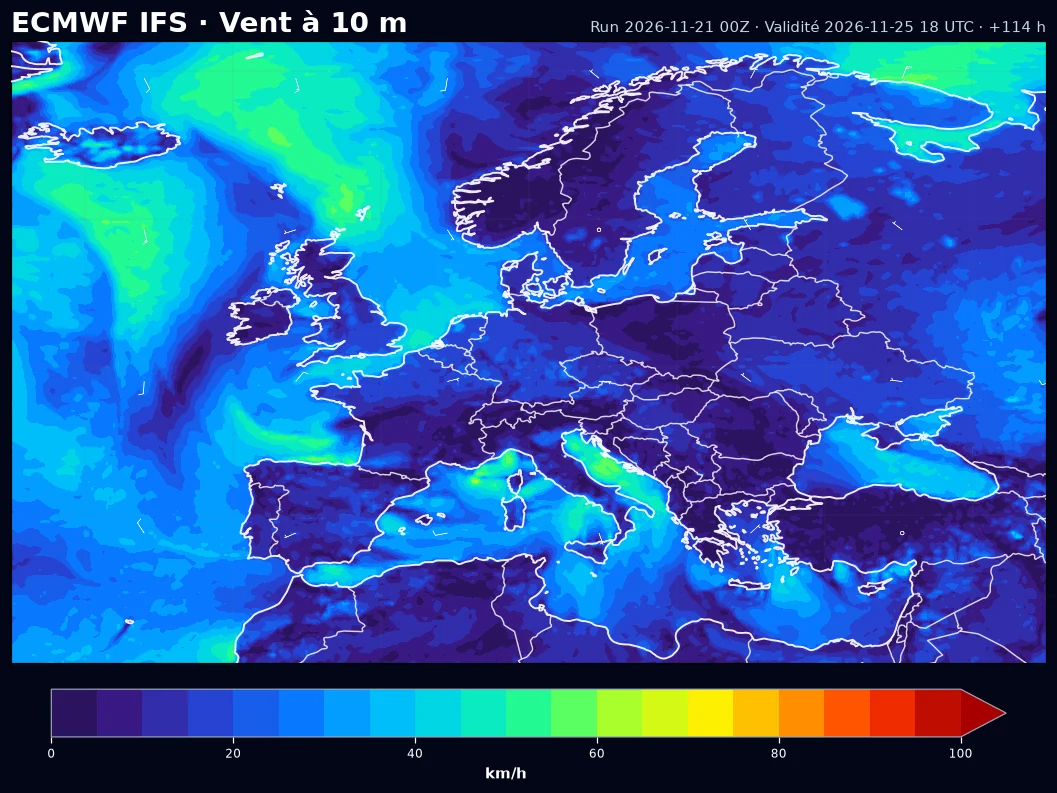 ECMWF IFS · Vent à 10 m
Run 2026-11-21 00Z · Validité 2026-11-25 18 UTC · +114 h
0 20 40 60 80 100
km/h